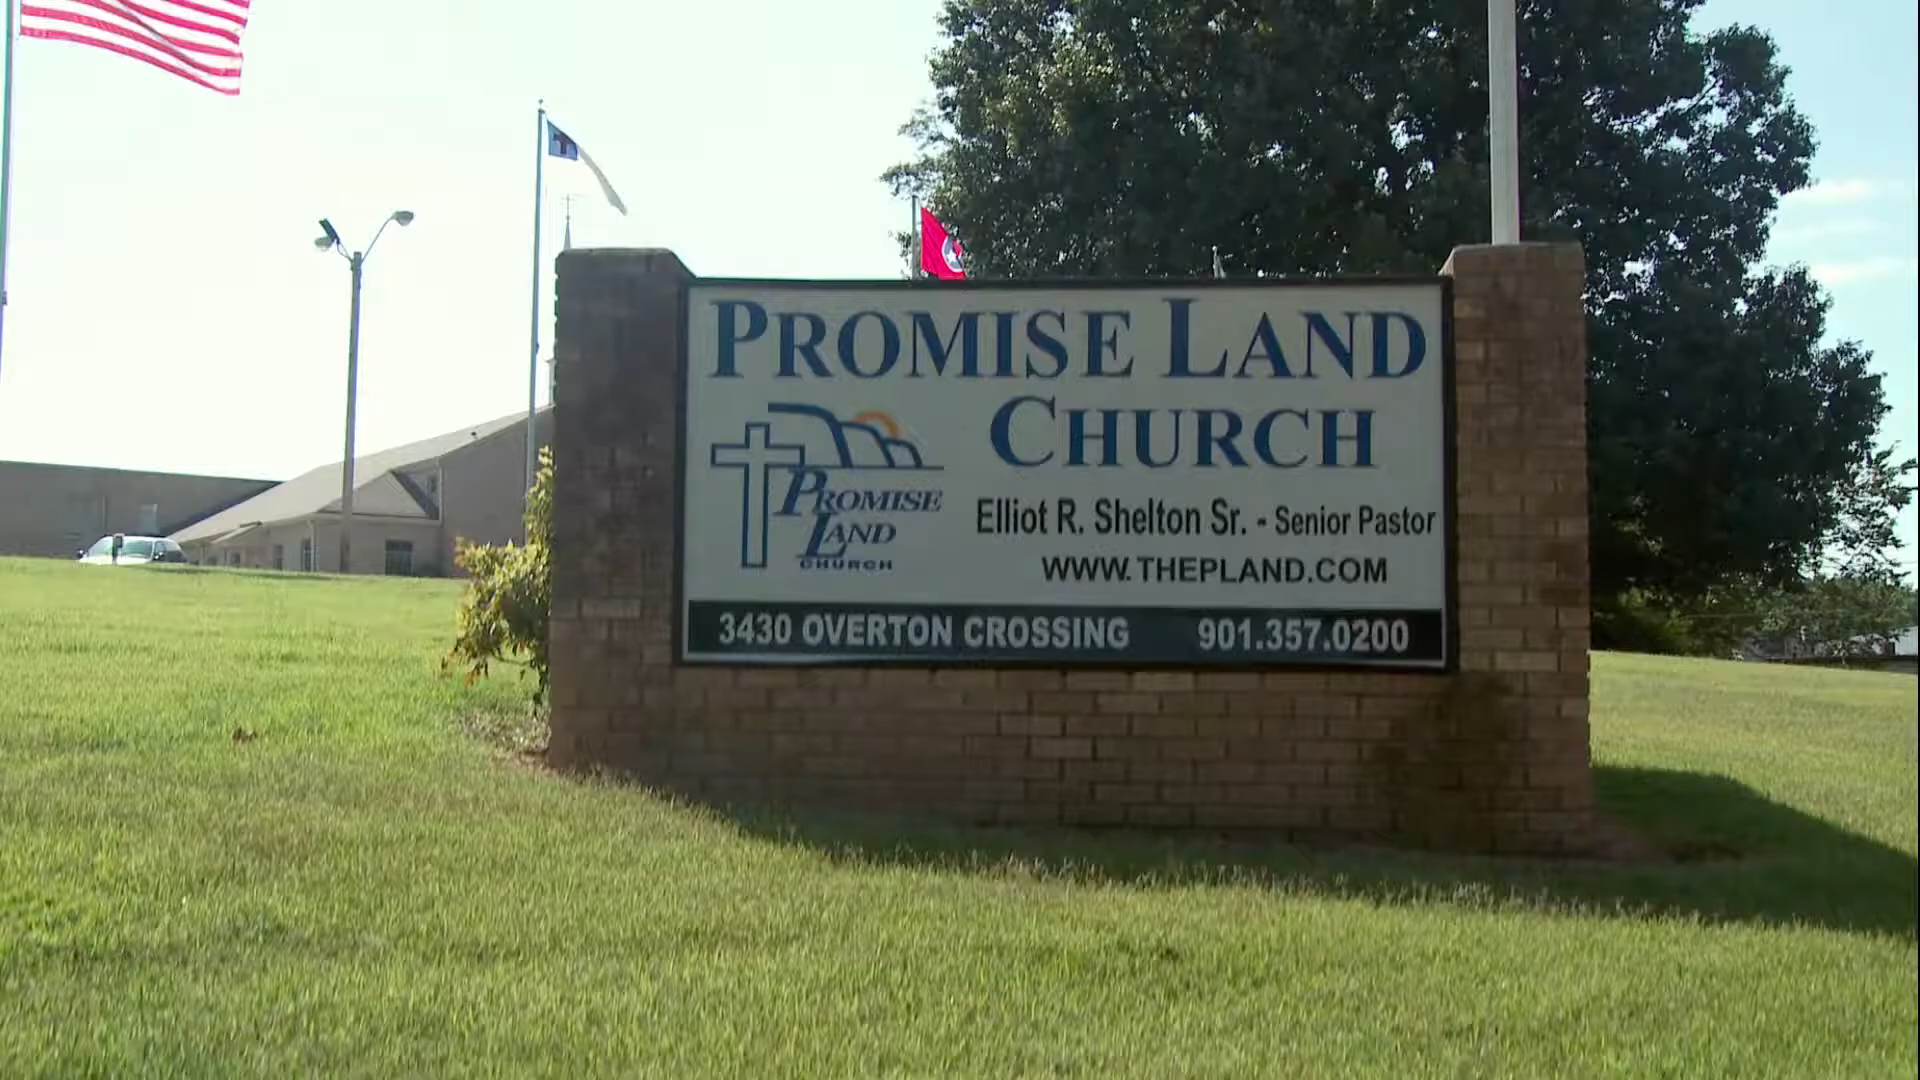 PROMISE LAND
CHURCH
PROMISE
LAND
CHURCH
Elliot R. Shelton Sr. - Senior Pastor
WWW.THEPLAND.COM
3430 OVERTON CROSSING 901.357.0200